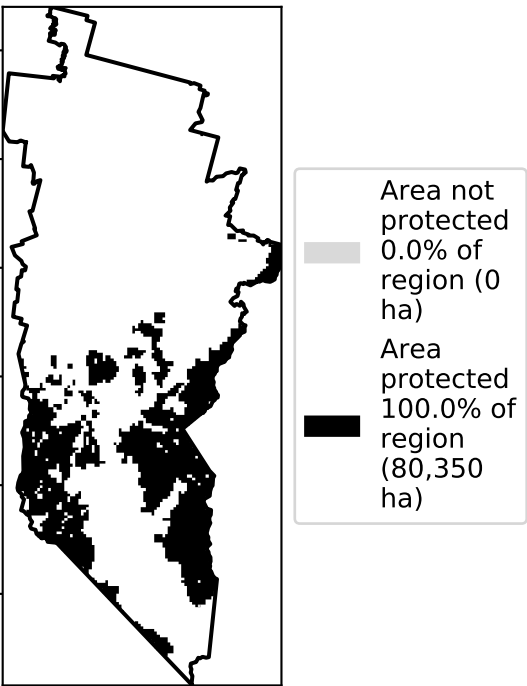 Area not
protected
0.0% of
region (0
ha)
Area
protected
100.0% of
region
(80,350
ha)